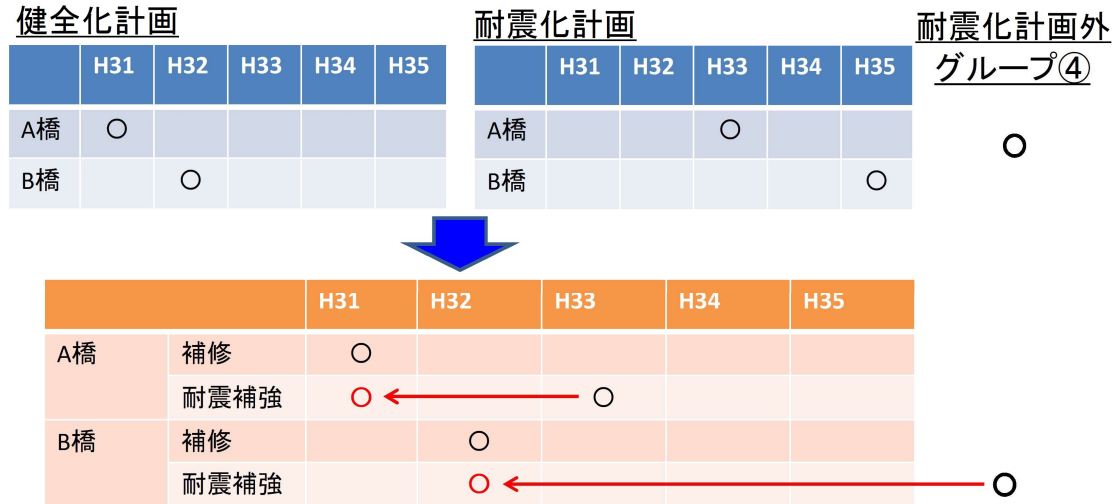 健全化計画
H31 H32 H33 H34 H35
A橋 ○
B橋 ○
耐震化計画
H31 H32 H33 H34 H35
A橋 ○
B橋 ○
耐震化計画外
グループ④
○
H31 H32 H33 H34 H35
A橋 補修 ○
耐震補強 ○ ○
B橋 補修 ○
耐震補強 ○ ○